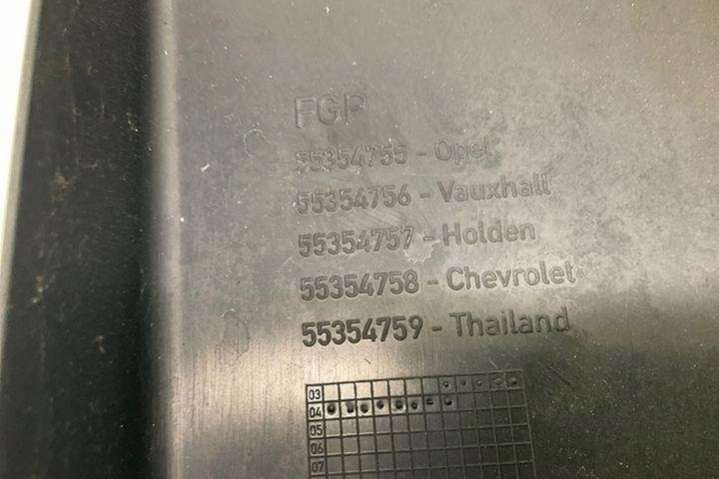 FGP
55354755 - Opel
55354756 - Vauxhall
55354757 - Holden
55354758 - Chevrolet
55354759 - Thailand
03
04
05
06
07